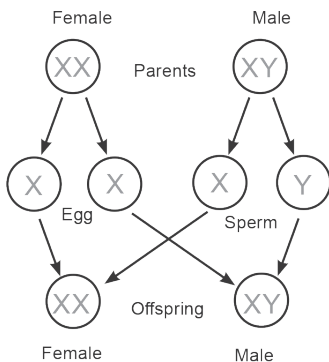 Female Male
XX Parents XY
X X X Y
Egg Sperm
XX Offspring XY
Female Male